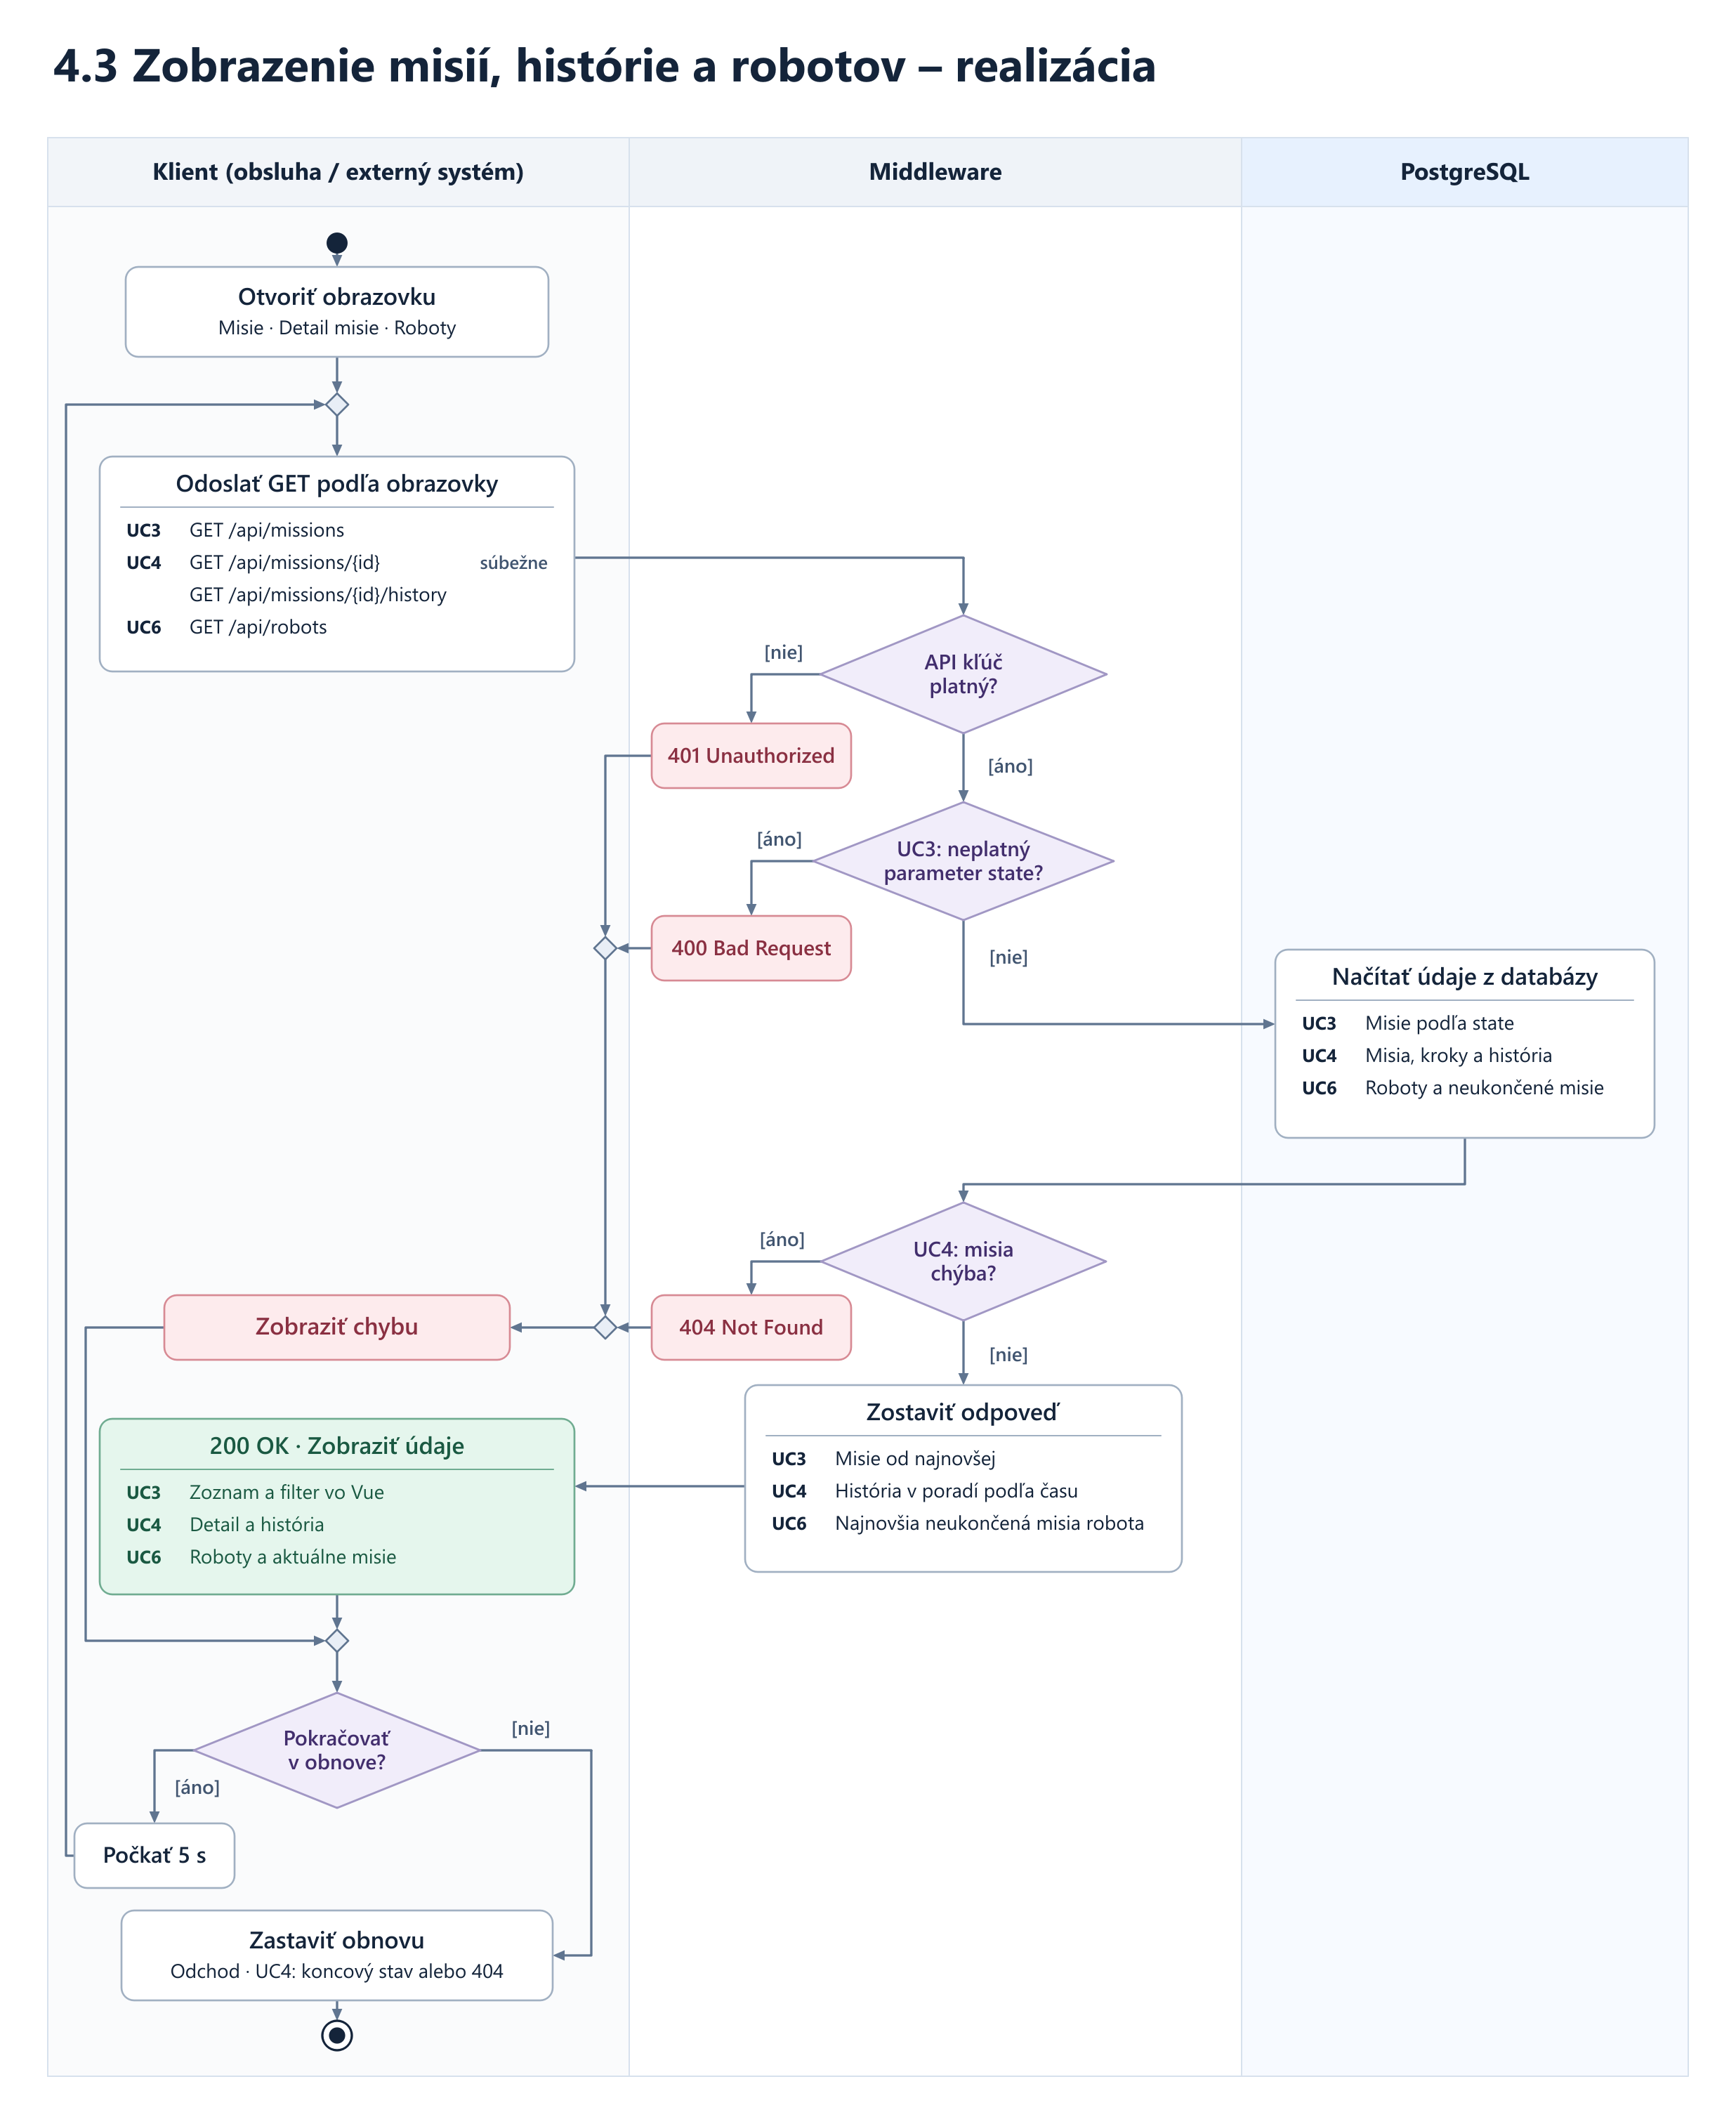 4.3 Zobrazenie misií, histórie a robotov – realizácia
Klient (obsluha / externý systém)
Middleware
PostgreSQL
Otvoriť obrazovku
Misie · Detail misie · Roboty
Odoslať GET podľa obrazovky
UC3 GET /api/missions
UC4 GET /api/missions/{id} súbežne
GET /api/missions/{id}/history
UC6 GET /api/robots
API kľúč
platný?
[nie]
401 Unauthorized
[áno]
UC3: neplatný
parameter state?
[áno]
400 Bad Request
[nie]
Načítať údaje z databázy
UC3 Misie podľa state
UC4 Misia, kroky a história
UC6 Roboty a neukončené misie
UC4: misia
chýba?
[áno]
404 Not Found
Zobraziť chybu
[nie]
Zostaviť odpoveď
UC3 Misie od najnovšej
UC4 História v poradí podľa času
UC6 Najnovšia neukončená misia robota
200 OK · Zobraziť údaje
UC3 Zoznam a filter vo Vue
UC4 Detail a história
UC6 Roboty a aktuálne misie
Pokračovať
v obnove?
[nie]
[áno]
Počkať 5 s
Zastaviť obnovu
Odchod · UC4: koncový stav alebo 404